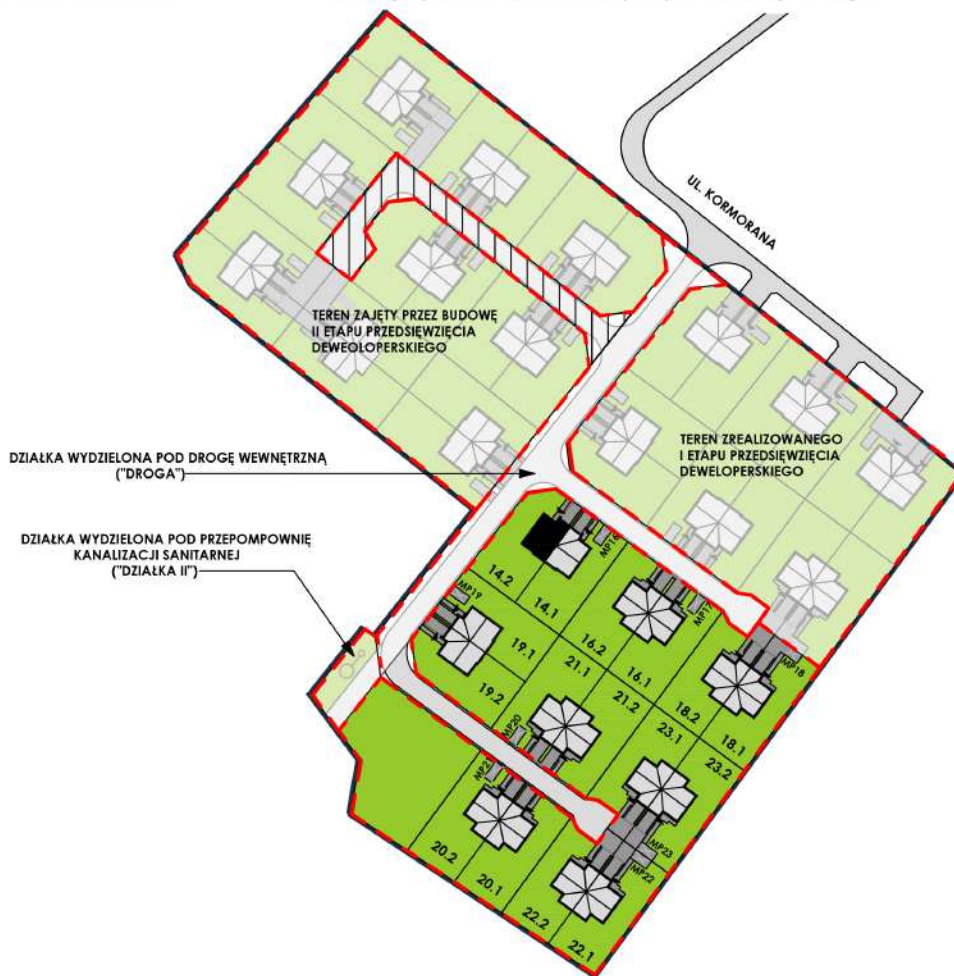 UL. KORMORANA
TEREN ZAJĘTY PRZEZ BUDOWĘ
II ETAPU PRZEDSIĘWZIĘCIA
DEWEOLOPERSKIEGO
TEREN ZREALIZOWANEGO
I ETAPU PRZEDSIĘWZIĘCIA
DEWELOPERSKIEGO
DZIAŁKA WYDZIELONA POD DROGĘ WEWNĘTRZNĄ
("DROGA")
DZIAŁKA WYDZIELONA POD PRZEPOMPOWNIĘ
KANALIZACJI SANITARNEJ
("DZIAŁKA II")
MP16
14.2
14.1
MP19
MP17
16.2
16.1
19.1
19.2
21.1
21.2
MP18
18.2
18.1
23.1
23.2
MP20
MP21
MP23
MP22
20.2
20.1
22.2
22.1